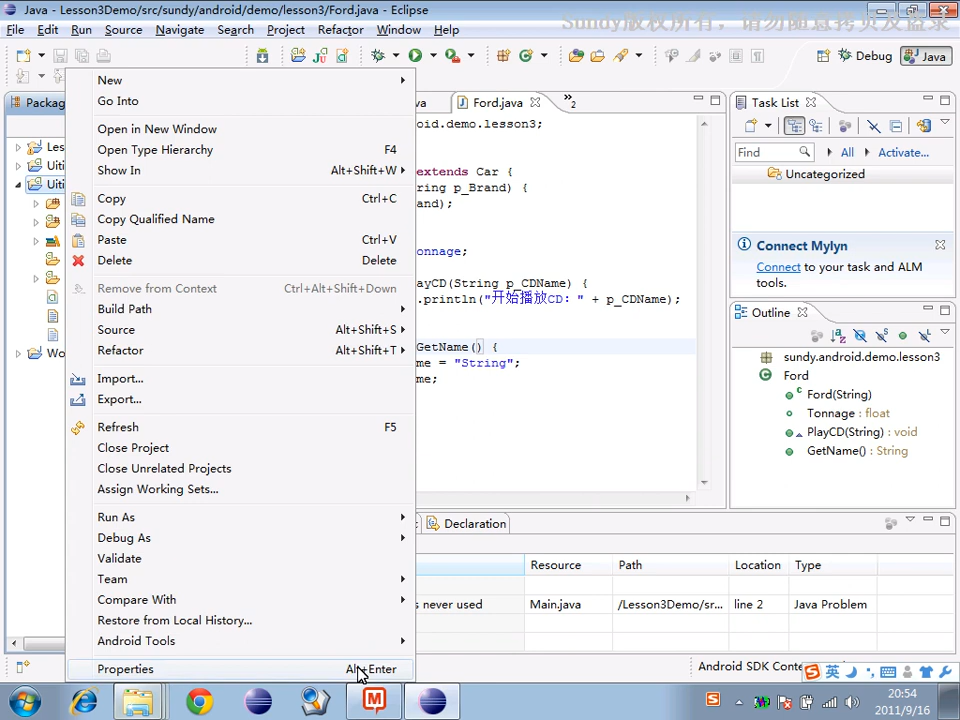 Java - Lesson3Demo/src/sundy/android/demo/lesson3/Ford.java - Eclipse
Sundy版权所有，请勿随意拷贝及盗录
File Edit Run Source Navigate Search Project Refactor Window Help
Debug Java
Packag
va Ford.java 2
Task List
New
Go Into
Open in New Window
Open Type Hierarchy F4
Show In Alt+Shift+W
Copy Ctrl+C
Copy Qualified Name
Paste Ctrl+V
Delete Delete
Remove from Context Ctrl+Alt+Shift+Down
Build Path
Source Alt+Shift+S
Refactor Alt+Shift+T
Import...
Export...
Refresh F5
Close Project
Close Unrelated Projects
Assign Working Sets...
Run As
Debug As
Validate
Team
Compare With
Restore from Local History...
Android Tools
Properties Alt+Enter
Les
Uiti
Uiti
Wo
oid.demo.lesson3;
extends Car {
ring p_Brand) {
and);
onnage;
ayCD(String p_CDName) {
.println("开始播放CD：" + p_CDName);
GetName() {
me = "String";
me;
Find All Activate...
Uncategorized
Connect Mylyn
Connect to your task and ALM
tools.
Outline
sundy.android.demo.lesson3
Ford
Ford(String)
Tonnage : float
PlayCD(String) : void
GetName() : String
Declaration
Resource Path Location Type
s never used Main.java /Lesson3Demo/sr... line 2 Java Problem
Android SDK Conte
英
20:54
2011/9/16